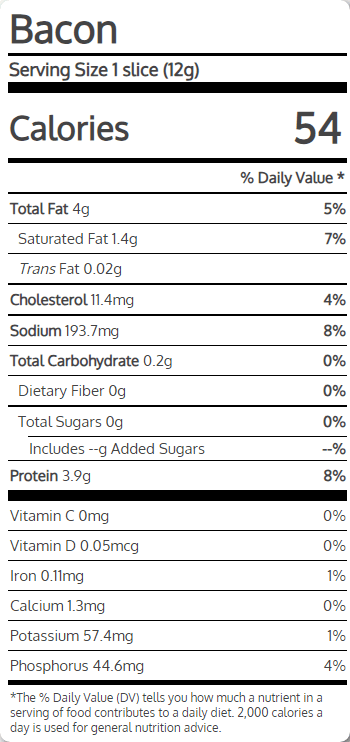 Bacon
Serving Size 1 slice (12g)
Calories 54
% Daily Value *
Total Fat 4g 5%
Saturated Fat 1.4g 7%
Trans Fat 0.02g
Cholesterol 11.4mg 4%
Sodium 193.7mg 8%
Total Carbohydrate 0.2g 0%
Dietary Fiber 0g 0%
Total Sugars 0g 0%
Includes --g Added Sugars --%
Protein 3.9g 8%
Vitamin C 0mg 0%
Vitamin D 0.05mcg 0%
Iron 0.11mg 1%
Calcium 1.3mg 0%
Potassium 57.4mg 1%
Phosphorus 44.6mg 4%
*The % Daily Value (DV) tells you how much a nutrient in a
serving of food contributes to a daily diet. 2,000 calories a
day is used for general nutrition advice.